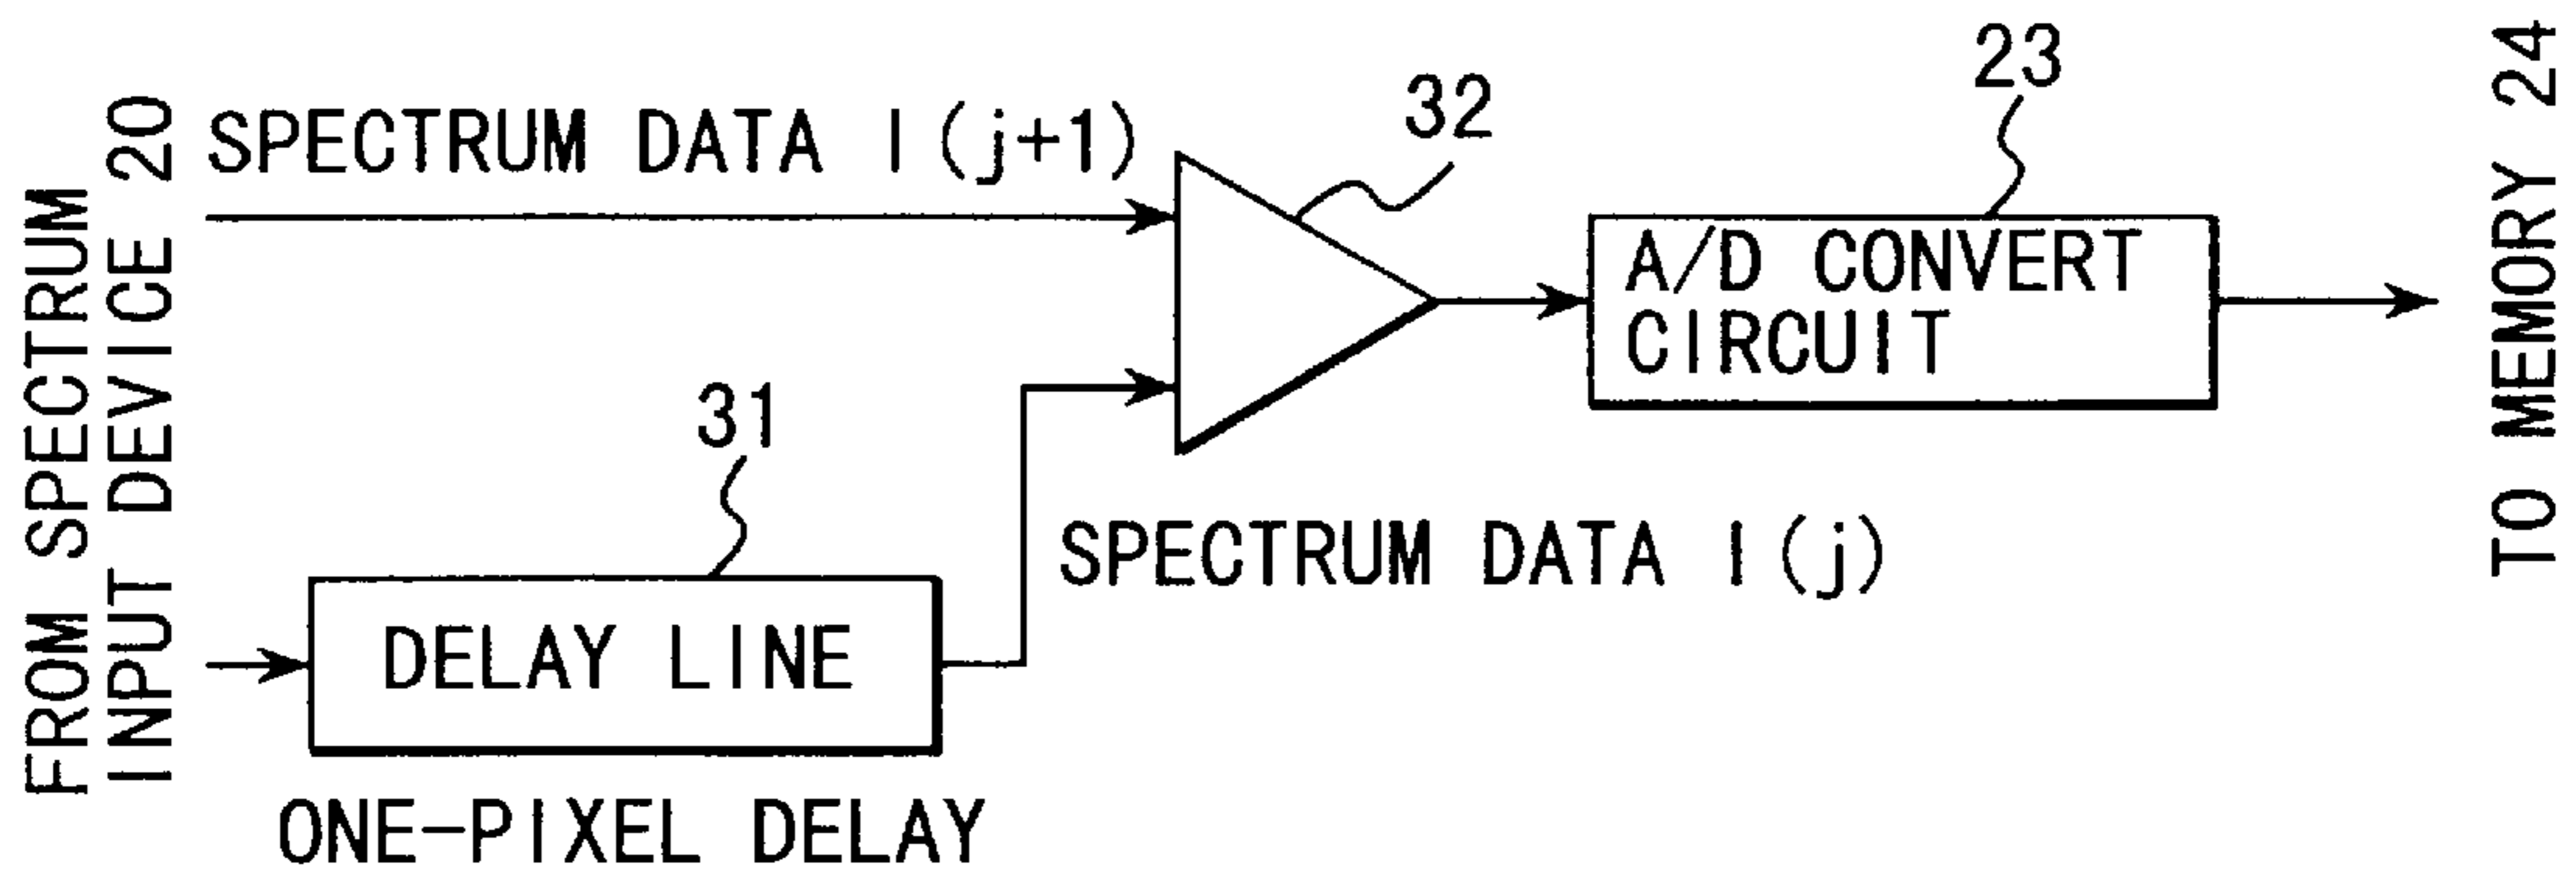 FROM SPECTRUM
INPUT DEVICE 20
SPECTRUM DATA I(j+1)
32
23
A/D CONVERT
CIRCUIT
TO MEMORY 24
31
SPECTRUM DATA I(j)
DELAY LINE
ONE-PIXEL DELAY